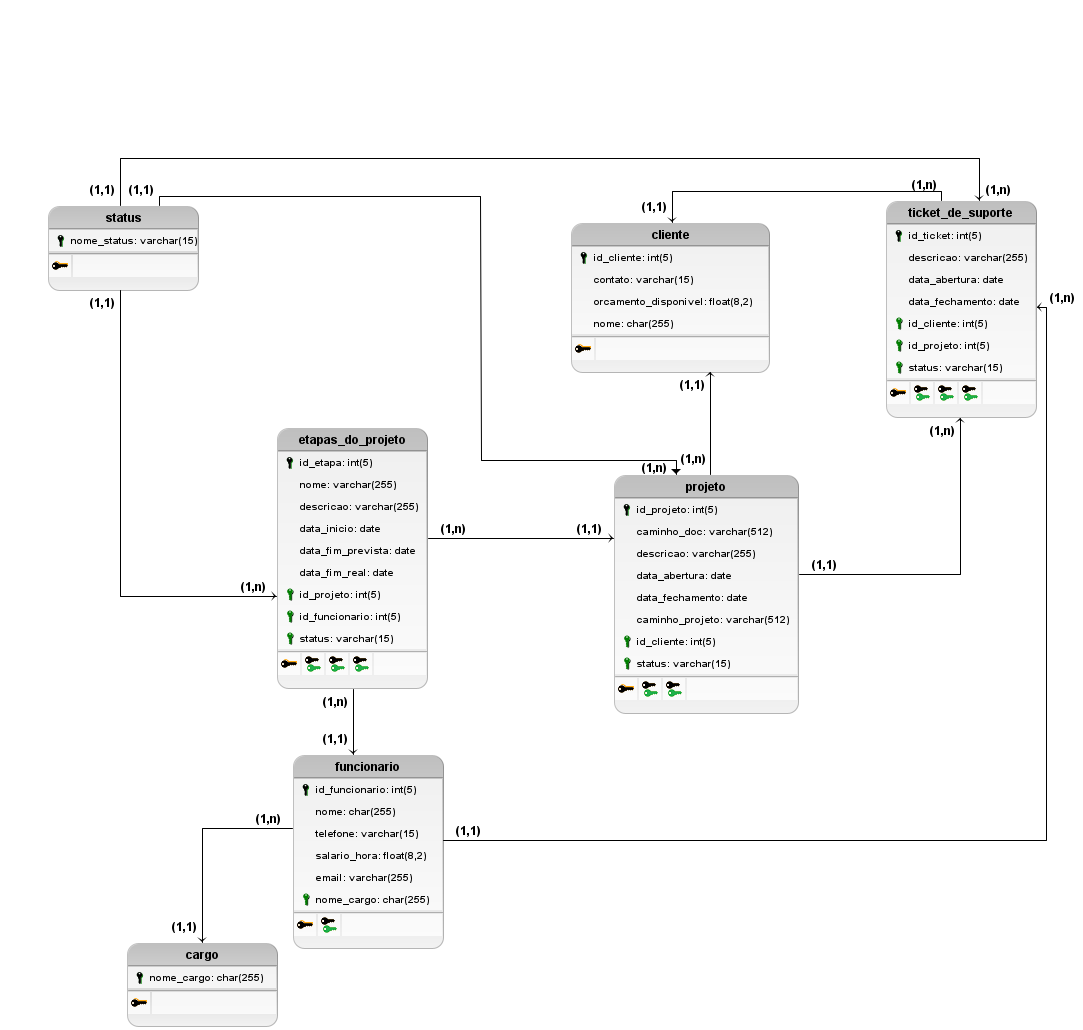 (1,1)
(1,1)
status
nome_status: varchar(15)
(1,1)
(1,n)
(1,n)
(1,1)
cliente
id_cliente: int(5)
contato: varchar(15)
orcamento_disponivel: float(8,2)
nome: char(255)
(1,1)
ticket_de_suporte
id_ticket: int(5)
descricao: varchar(255)
data_abertura: date
data_fechamento: date
id_cliente: int(5)
id_projeto: int(5)
status: varchar(15)
(1,n)
(1,n)
etapas_do_projeto
id_etapa: int(5)
nome: varchar(255)
descricao: varchar(255)
data_inicio: date
data_fim_prevista: date
data_fim_real: date
id_projeto: int(5)
id_funcionario: int(5)
status: varchar(15)
(1,n)
(1,n)
(1,1)
(1,n)
(1,n)
projeto
id_projeto: int(5)
caminho_doc: varchar(512)
descricao: varchar(255)
data_abertura: date
data_fechamento: date
caminho_projeto: varchar(512)
id_cliente: int(5)
status: varchar(15)
(1,1)
(1,n)
(1,1)
funcionario
id_funcionario: int(5)
nome: char(255)
telefone: varchar(15)
salario_hora: float(8,2)
email: varchar(255)
nome_cargo: char(255)
(1,n)
(1,1)
(1,1)
cargo
nome_cargo: char(255)